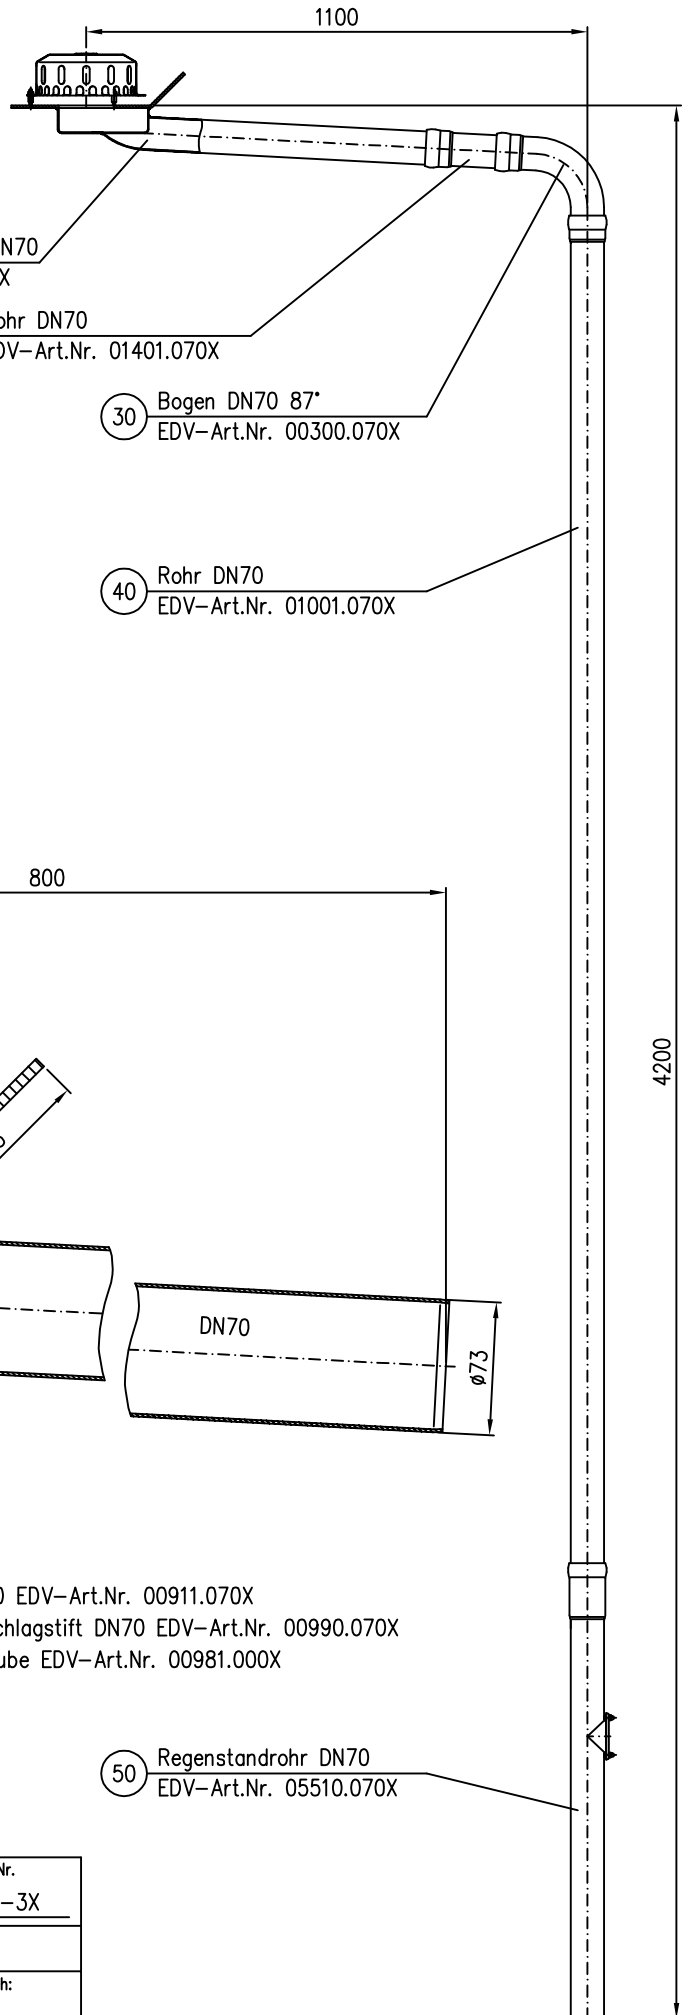 1100
N70
X
ohr DN70
DV-Art.Nr. 01401.070X
30
Bogen DN70 87°
EDV-Art.Nr. 00300.070X
40
Rohr DN70
EDV-Art.Nr. 01001.070X
800
4200
DN70
ø73
0 EDV-Art.Nr. 00911.070X
chlagstift DN70 EDV-Art.Nr. 00990.070X
ube EDV-Art.Nr. 00981.000X
50
Regenstandrohr DN70
EDV-Art.Nr. 05510.070X
Nr.
-3X
h: